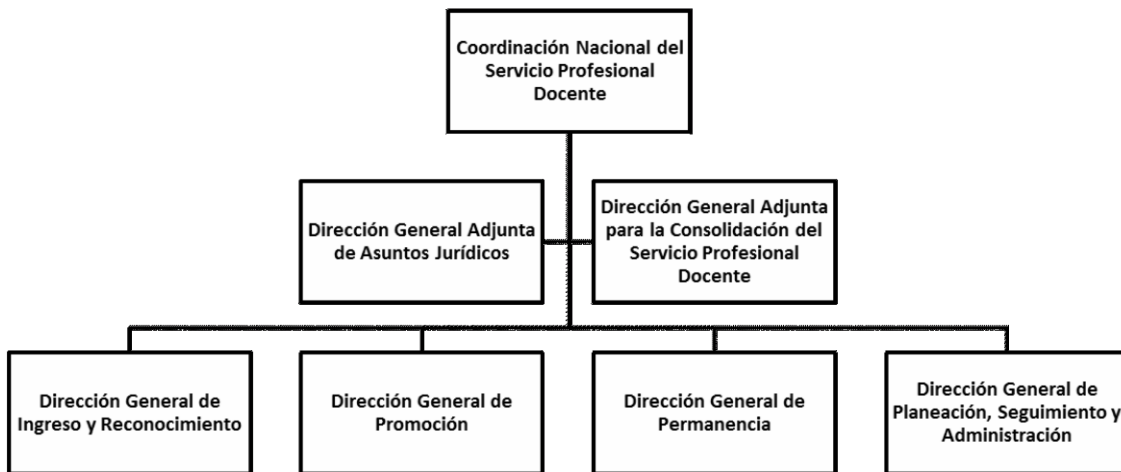 Coordinación Nacional del
Servicio Profesional
Docente
Dirección General Adjunta
de Asuntos Jurídicos
Dirección General Adjunta
para la Consolidación del
Servicio Profesional
Docente
Dirección General de
Ingreso y Reconocimiento
Dirección General de
Promoción
Dirección General de
Permanencia
Dirección General de
Planeación, Seguimiento y
Administración